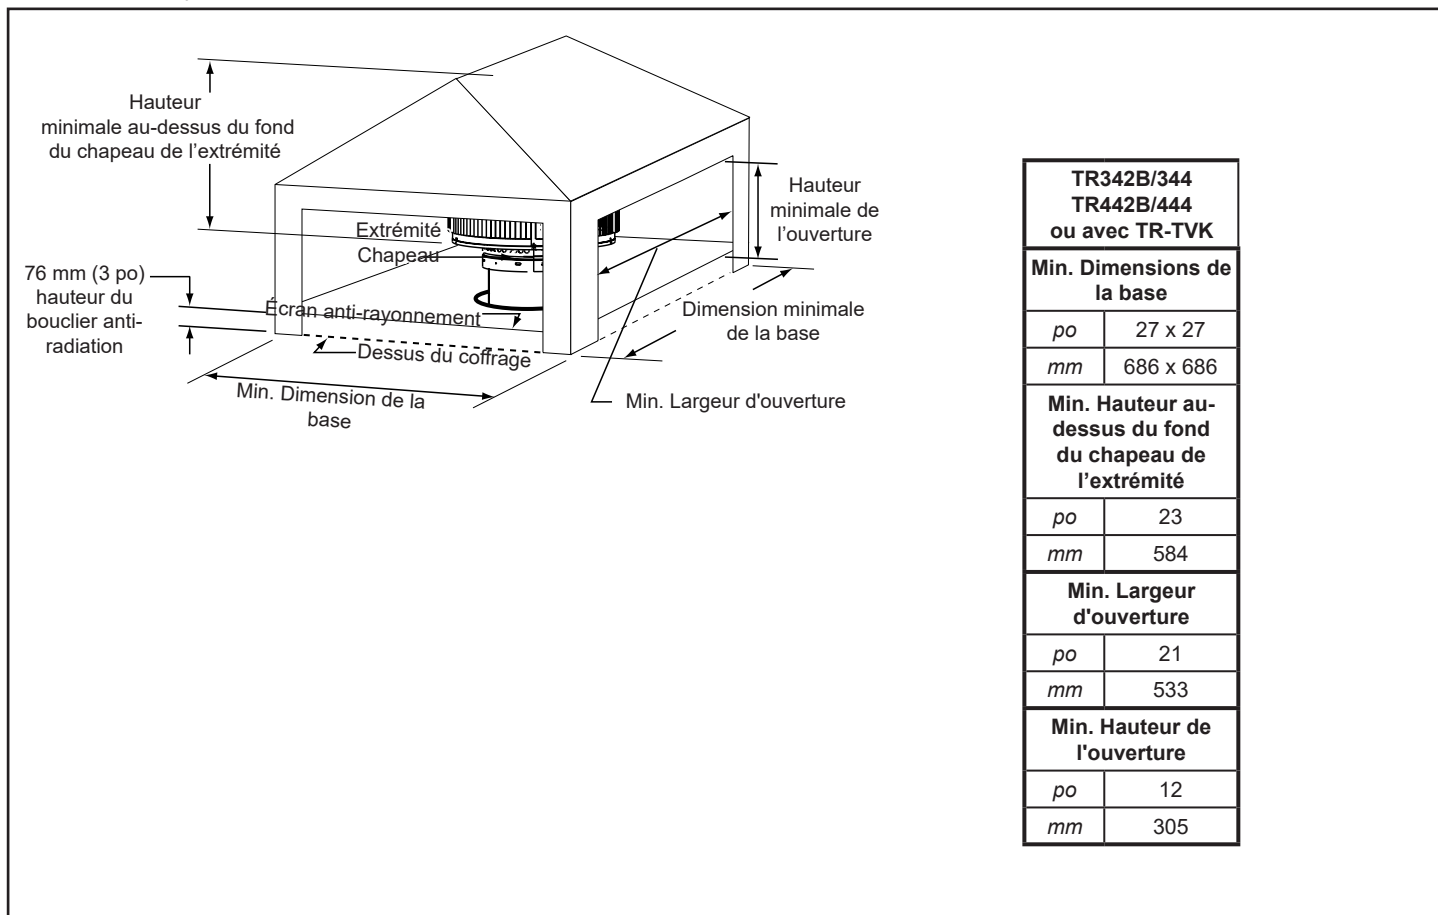 Hauteur
minimale au-dessus du fond
du chapeau de l’extrémité
Extrémité
Chapeau
76 mm (3 po)
hauteur du
bouclier anti-
radiation
Écran anti-rayonnement
Dessus du coffrage
Min. Dimension de la
base
Hauteur
minimale de
l’ouverture
Dimension minimale
de la base
Min. Largeur d'ouverture
TR342B/344
TR442B/444
ou avec TR-TVK
Min. Dimensions de
la base
po 27 x 27
mm 686 x 686
Min. Hauteur au-
dessus du fond
du chapeau de
l’extrémité
po 23
mm 584
Min. Largeur
d'ouverture
po 21
mm 533
Min. Hauteur de
l'ouverture
po 12
mm 305